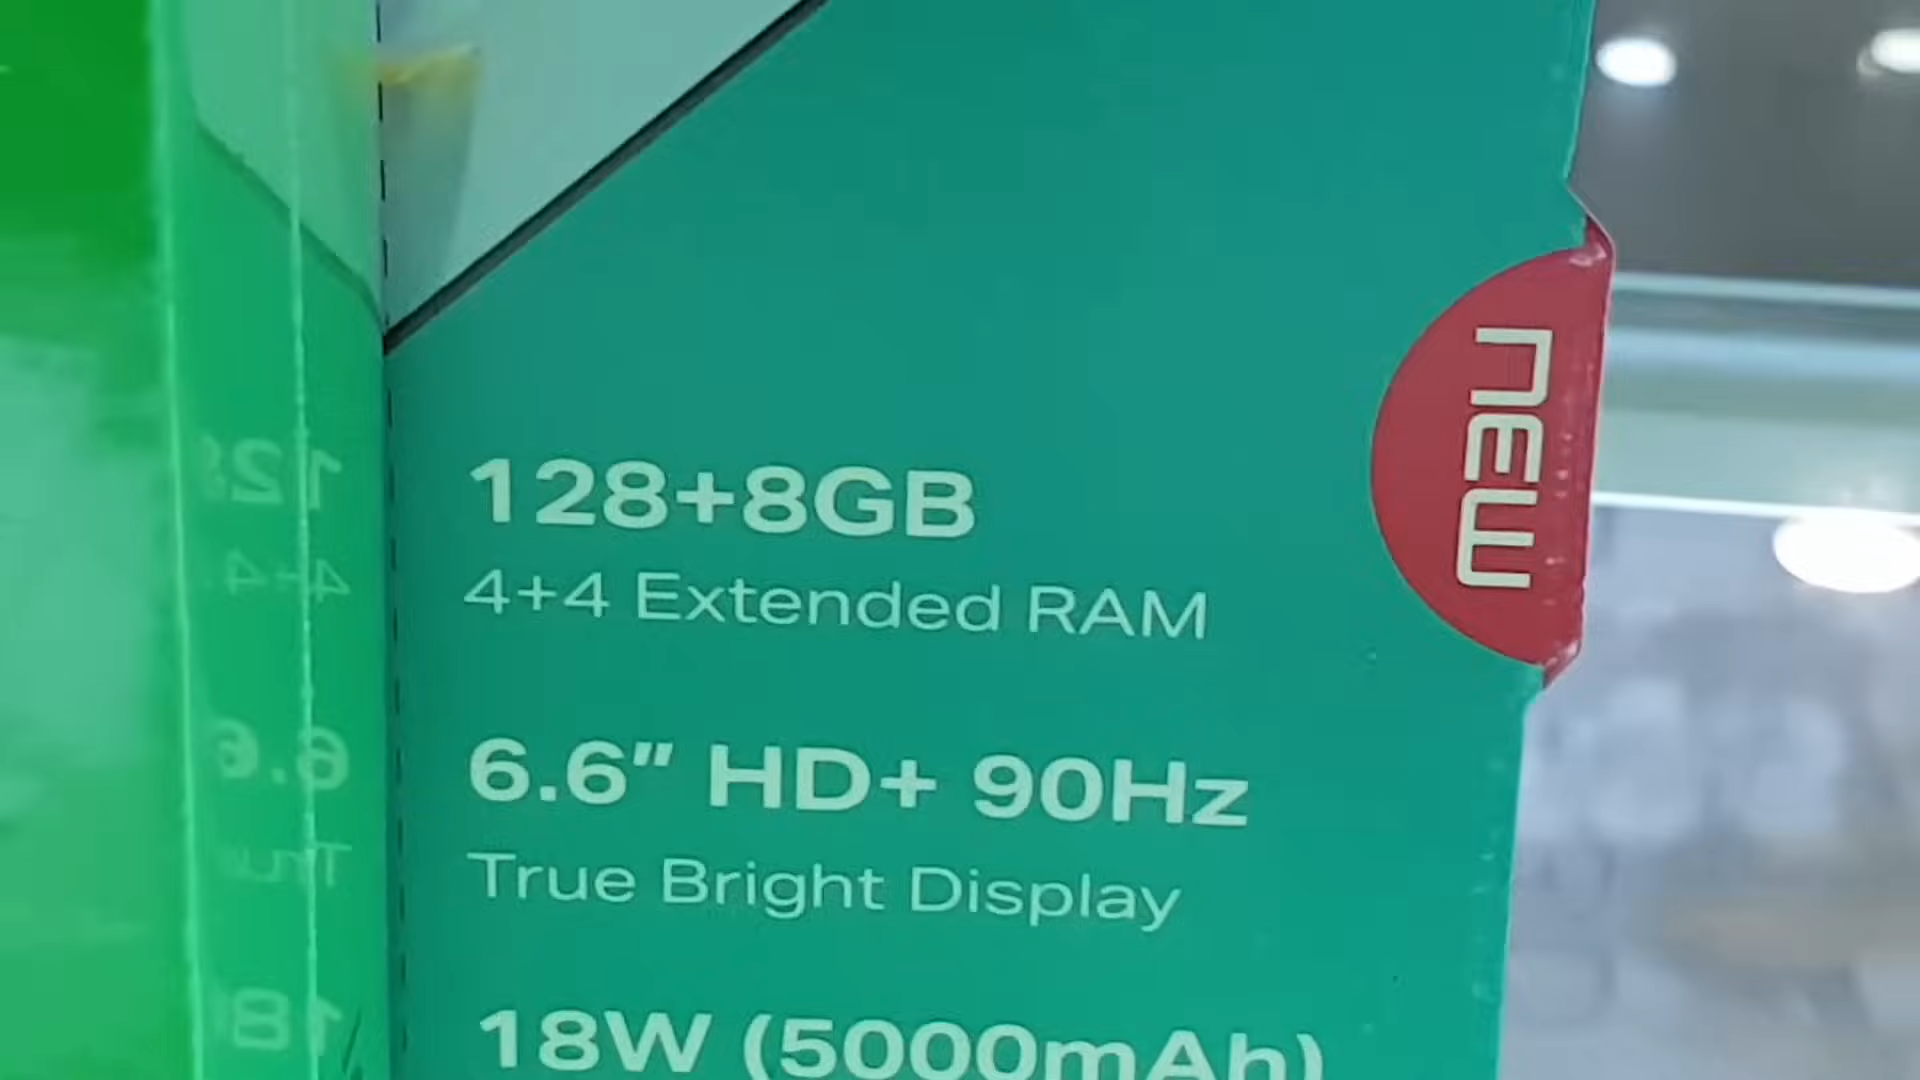 128+8GB
4+4 Extended RAM
6.6" HD+ 90Hz
True Bright Display
18W (5000mAh)
new